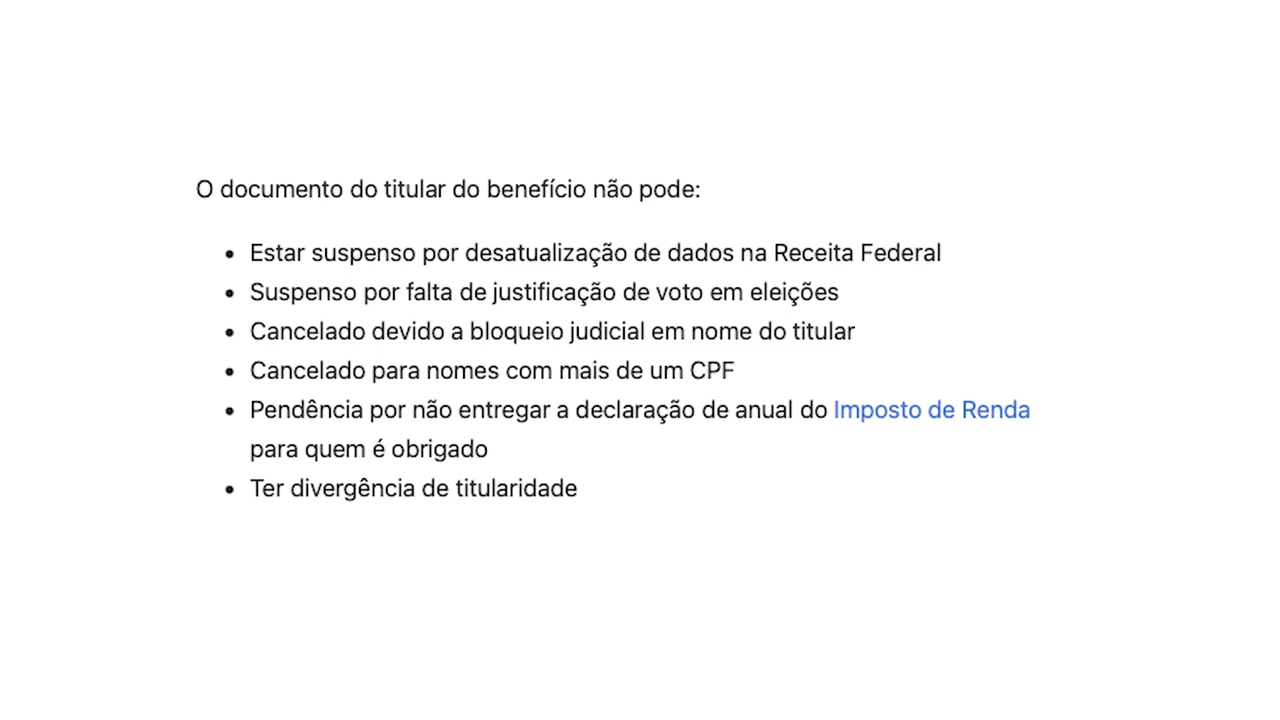 O documento do titular do benefício não pode:
• Estar suspenso por desatualização de dados na Receita Federal
• Suspenso por falta de justificação de voto em eleições
• Cancelado devido a bloqueio judicial em nome do titular
• Cancelado para nomes com mais de um CPF
• Pendência por não entregar a declaração de anual do Imposto de Renda
para quem é obrigado
• Ter divergência de titularidade